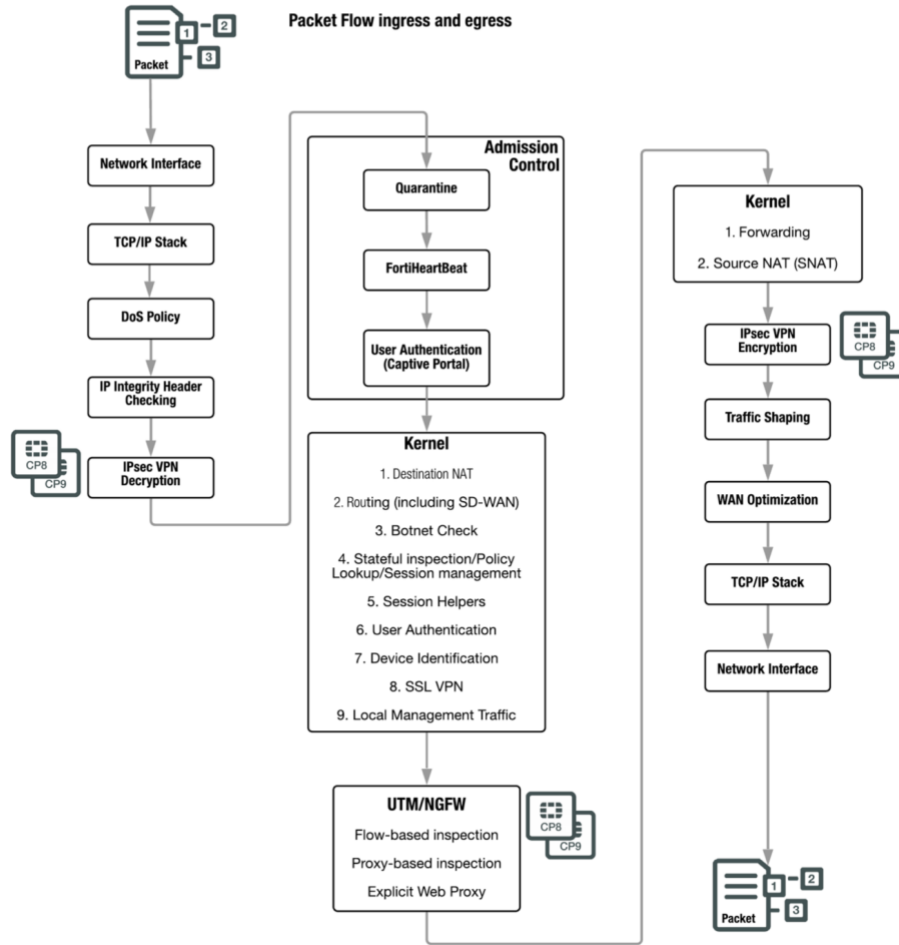 Packet Flow ingress and egress
1
2
3
Packet
Network Interface
TCP/IP Stack
DoS Policy
IP Integrity Header
Checking
CP8
CP9
IPsec VPN
Decryption
Admission
Control
Quarantine
FortiHeartBeat
User Authentication
(Captive Portal)
Kernel
1. Destination NAT
2. Routing (including SD-WAN)
3. Botnet Check
4. Stateful inspection/Policy
Lookup/Session management
5. Session Helpers
6. User Authentication
7. Device Identification
8. SSL VPN
9. Local Management Traffic
UTM/NGFW
Flow-based inspection
Proxy-based inspection
Explicit Web Proxy
CP8
CP9
Kernel
1. Forwarding
2. Source NAT (SNAT)
IPsec VPN
Encryption
CP8
CP9
Traffic Shaping
WAN Optimization
TCP/IP Stack
Network Interface
1
2
3
Packet